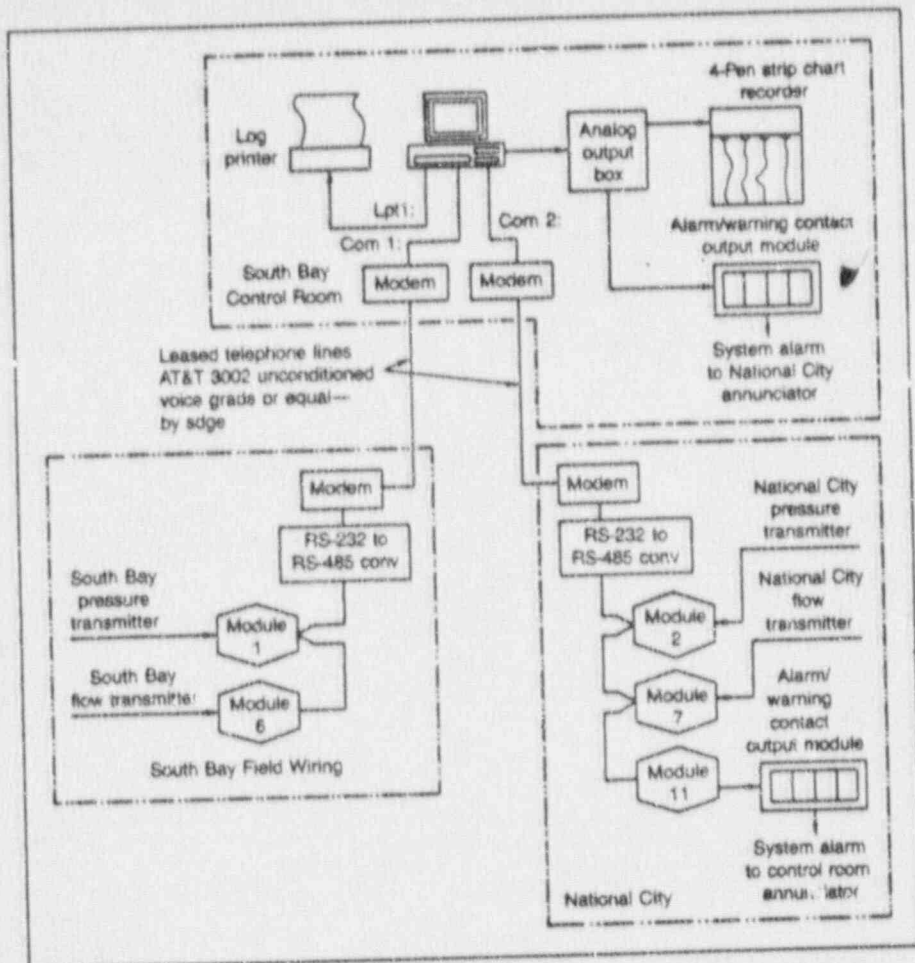 4-Pen strip chart
recorder
Log
printer
Analog
output
box
Lpt1:
Com 1:
Com 2:
Alarm/warning contact
output module
South Bay
Control Room
Modem
Modem
System alarm
to National City
annunciator
Leased telephone lines
AT&T 3002 unconditioned
voice grade or equal—
by sdge
Modem
RS-232 to
RS-485 conv
South Bay
pressure
transmitter
Module
1
South Bay
flow transmitter
Module
6
South Bay Field Wiring
Modem
RS-232 to
RS-485 conv
National City
pressure
transmitter
Module
2
National City
flow
transmitter
Module
7
Alarm/
warning
contact
output module
Module
11
System alarm
to control room
National City